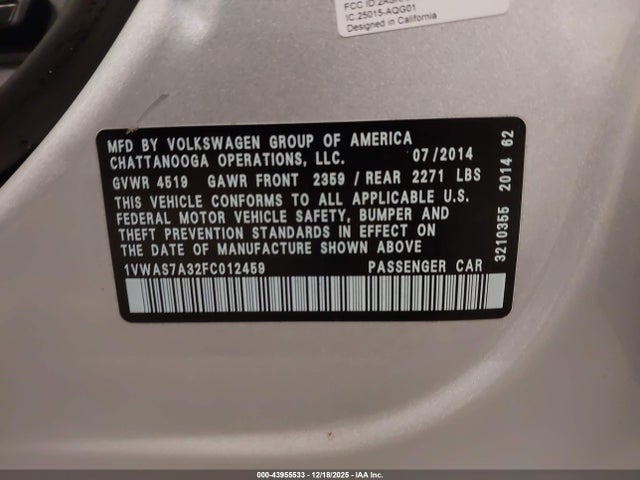 IC:25015-AQG01
Designed in California
MFD BY VOLKSWAGEN GROUP OF AMERICA
CHATTANOOGA OPERATIONS, LLC. 07/2014
GVWR 4519 GAWR FRONT 2359 / REAR 2271 LBS
THIS VEHICLE CONFORMS TO ALL APPLICABLE U.S.
FEDERAL MOTOR VEHICLE SAFETY, BUMPER AND
THEFT PREVENTION STANDARDS IN EFFECT ON
THE DATE OF MANUFACTURE SHOWN ABOVE
1VWAS7A32FC012459 PASSENGER CAR
3210355 2014 62
000-43955533 - 12/18/2025 - IAA Inc.